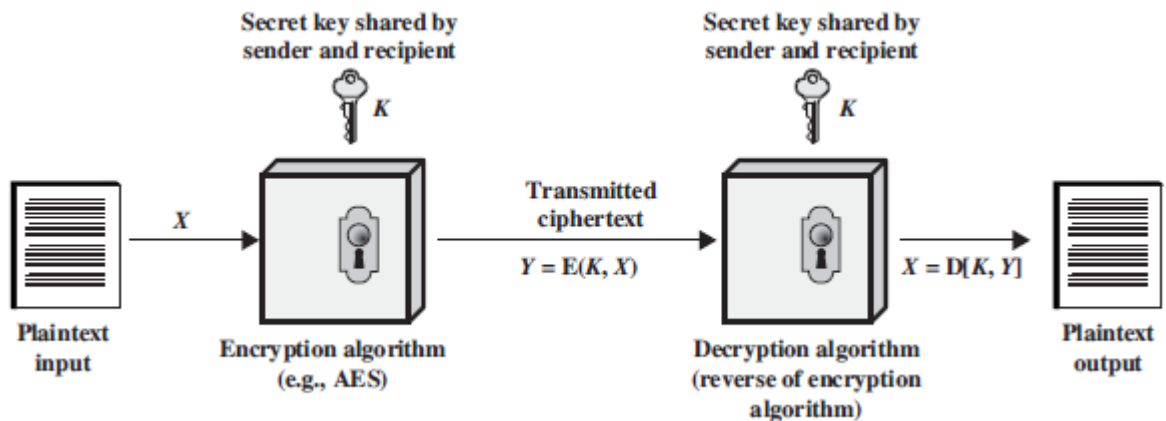 Secret key shared by
sender and recipient
K
Secret key shared by
sender and recipient
K
X
Transmitted
ciphertext
Y = E(K, X)
X = D[K, Y]
Plaintext
input
Encryption algorithm
(e.g., AES)
Decryption algorithm
(reverse of encryption
algorithm)
Plaintext
output